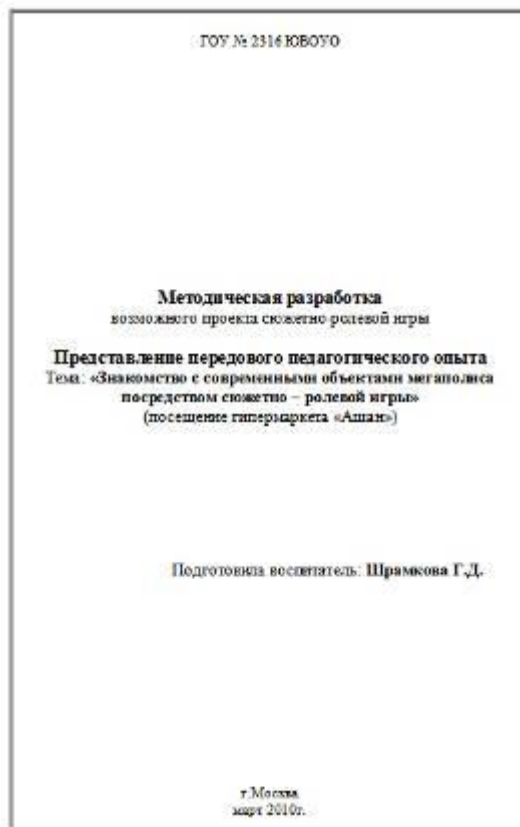 ГОУ № 2316 ЮВОУО
Методическая разработка
возможного проекта сюжетно ролевой игры
Представление передового педагогического опыта
Тема: «Знакомство с современными объектами мегаполиса
посредством сюжетно – ролевой игры»
(посещение гипермаркета «Ашан»)
Подготовила воспитатель: Шрамкова Г.Д.
г.Москва
март 2010г.